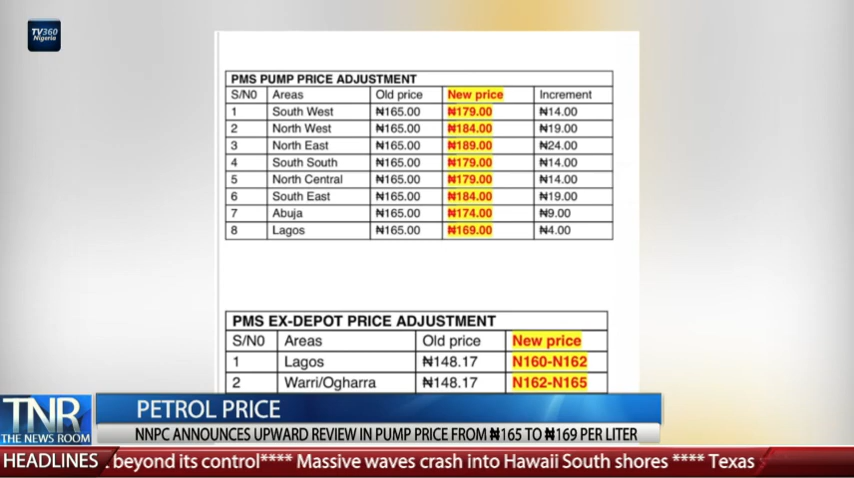 TV360
Nigeria
PMS PUMP PRICE ADJUSTMENT
S/N0 Areas Old price New price Increment
1 South West ₦165.00 ₦179.00 ₦14.00
2 North West ₦165.00 ₦184.00 ₦19.00
3 North East ₦165.00 ₦189.00 ₦24.00
4 South South ₦165.00 ₦179.00 ₦14.00
5 North Central ₦165.00 ₦179.00 ₦14.00
6 South East ₦165.00 ₦184.00 ₦19.00
7 Abuja ₦165.00 ₦174.00 ₦9.00
8 Lagos ₦165.00 ₦169.00 ₦4.00
PMS EX-DEPOT PRICE ADJUSTMENT
S/N0 Areas Old price New price
1 Lagos ₦148.17 N160-N162
2 Warri/Ogharra ₦148.17 N162-N165
TNR
THE NEWS ROOM
PETROL PRICE
NNPC ANNOUNCES UPWARD REVIEW IN PUMP PRICE FROM ₦165 TO ₦169 PER LITER
HEADLINES beyond its control**** Massive waves crash into Hawaii South shores **** Texas